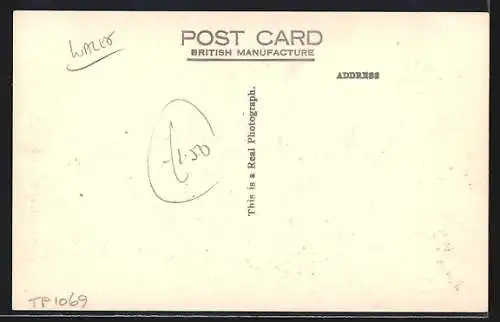 WALES
POST CARD
BRITISH MANUFACTURE
ADDRESS
This is a Real Photograph.
£1.50
TP1069